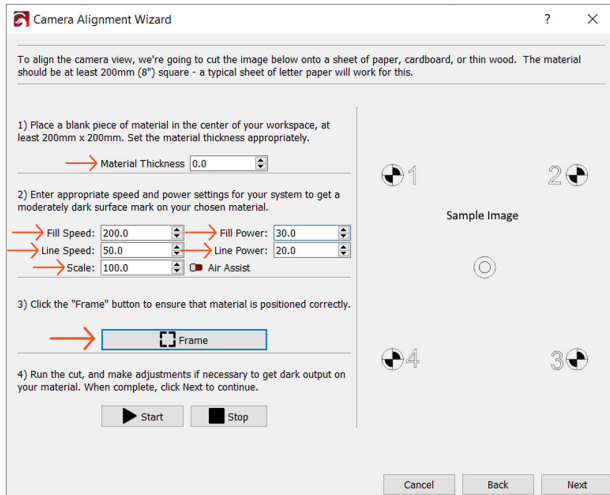 Camera Alignment Wizard
?
To align the camera view, we're going to cut the image below onto a sheet of paper, cardboard, or thin wood. The material
should be at least 200mm (8") square - a typical sheet of letter paper will work for this.
1) Place a blank piece of material in the center of your workspace, at
least 200mm x 200mm. Set the material thickness appropriately.
Material Thickness 0.0
2) Enter appropriate speed and power settings for your system to get a
moderately dark surface mark on your chosen material.
Fill Speed: 200.0 Fill Power: 30.0
Line Speed: 50.0 Line Power: 20.0
Scale: 100.0 Air Assist
3) Click the "Frame" button to ensure that material is positioned correctly.
Frame
4) Run the cut, and make adjustments if necessary to get dark output on
your material. When complete, click Next to continue.
Start Stop
1 2
Sample Image
4 3
Cancel Back Next